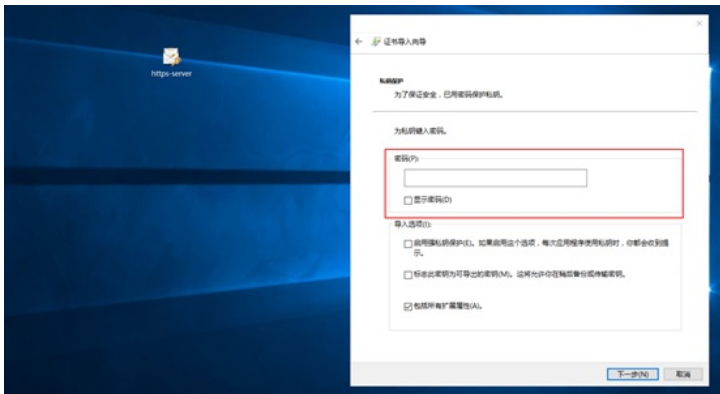 https-server
证书导入向导
私钥保护
为了保证安全，已用密码保护私钥。
为私钥键入密码。
密码(P):
显示密码(D)
导入选项(I):
启用强私钥保护(E)。如果启用这个选项，每次应用程序使用私钥时，你都会收到提
示。
标志此密钥为可导出的密钥(M)。这将允许你在稍后备份或传输密钥。
包括所有扩展属性(A)。
下一步(N)
取消